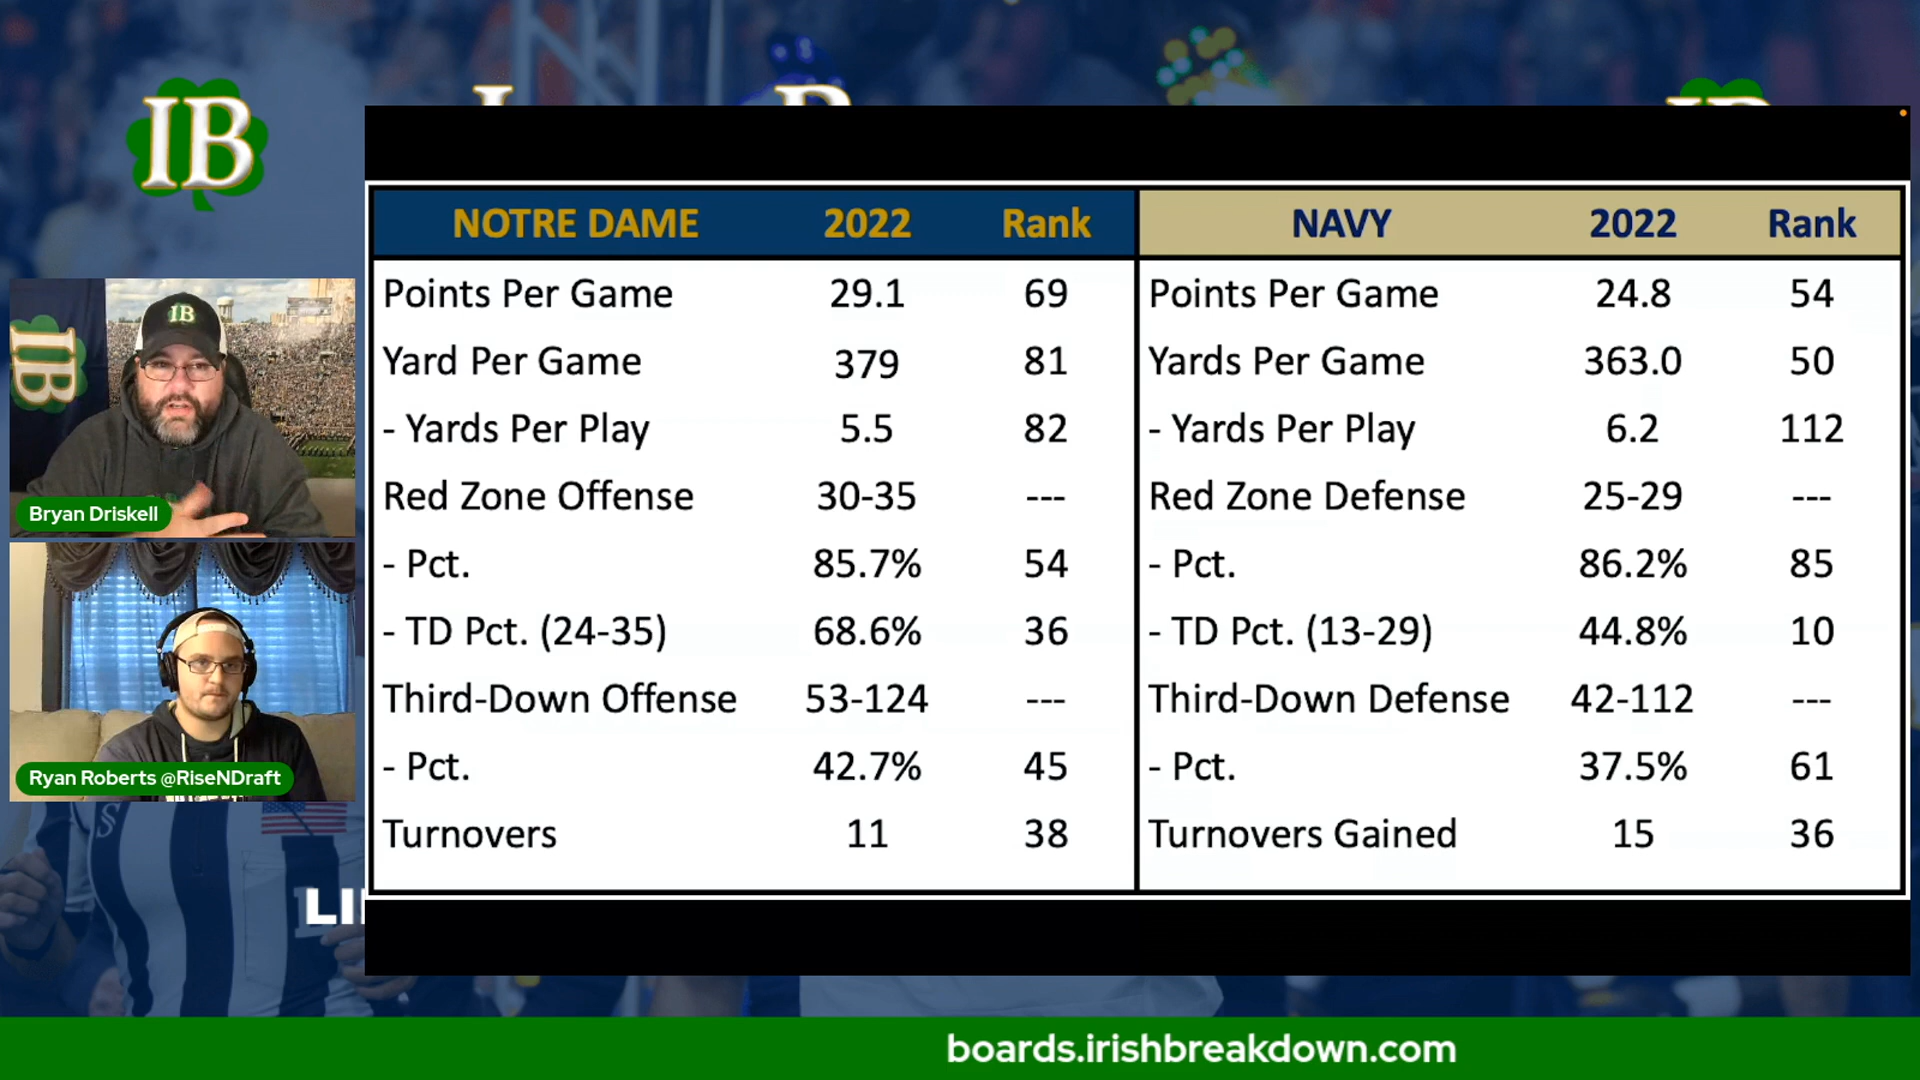 IB
I
B
IB
NOTRE DAME 2022 Rank NAVY 2022 Rank
Points Per Game 29.1 69 Points Per Game 24.8 54
Yard Per Game 379 81 Yards Per Game 363.0 50
- Yards Per Play 5.5 82 - Yards Per Play 6.2 112
Red Zone Offense 30-35 --- Red Zone Defense 25-29 ---
- Pct. 85.7% 54 - Pct. 86.2% 85
- TD Pct. (24-35) 68.6% 36 - TD Pct. (13-29) 44.8% 10
Third-Down Offense 53-124 --- Third-Down Defense 42-112 ---
- Pct. 42.7% 45 - Pct. 37.5% 61
Turnovers 11 38 Turnovers Gained 15 36
IB
IB
Bryan Driskell
Ryan Roberts @RiseNDraft
S
LI
boards.irishbreakdown.com